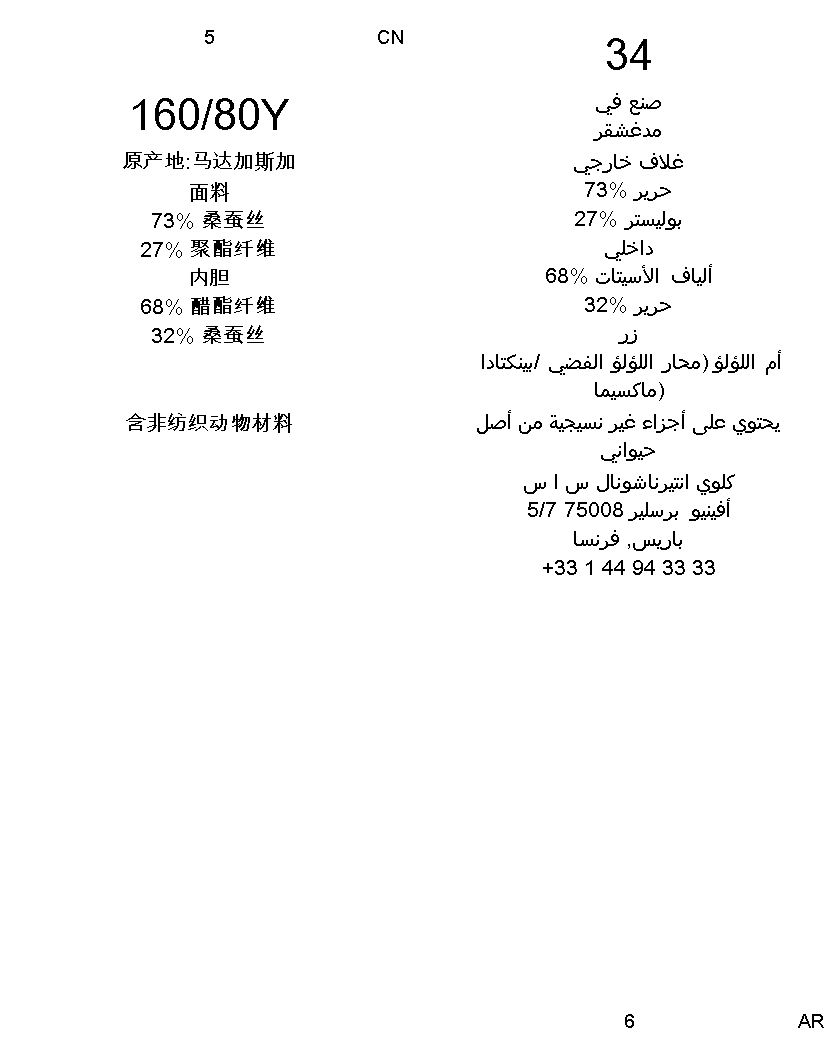 5
CN
160/80Y
原产地:马达加斯加
面料
73% 桑蚕丝
27% 聚酯纤维
内胆
68% 醋酯纤维
32% 桑蚕丝
含非纺织动物材料
34
صنع في
مدغشقر
غلاف خارجي
73% حرير
27% بوليستر
داخلي
68% ألياف الأسيتات
32% حرير
زر
أم اللؤلؤ (محار اللؤلؤ الفضي /بينكتادا
ماكسيما)
يحتوي على أجزاء غير نسيجية من أصل
حيواني
كلوي انتيرناشونال س ا س
5/7 75008 أفينيو برسلير
باريس, فرنسا
+33 1 44 94 33 33
6
AR